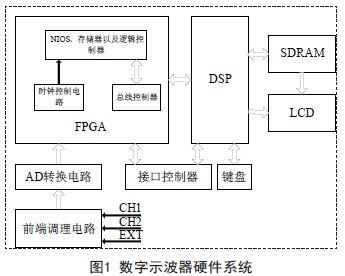 NIOS、存储器以及逻辑控
制器
时钟控制电
路
总线控制器
FPGA
DSP
SDRAM
LCD
AD转换电路
接口控制器
键盘
前端调理电路
CH1
CH2
EXT
图1 数字示波器硬件系统